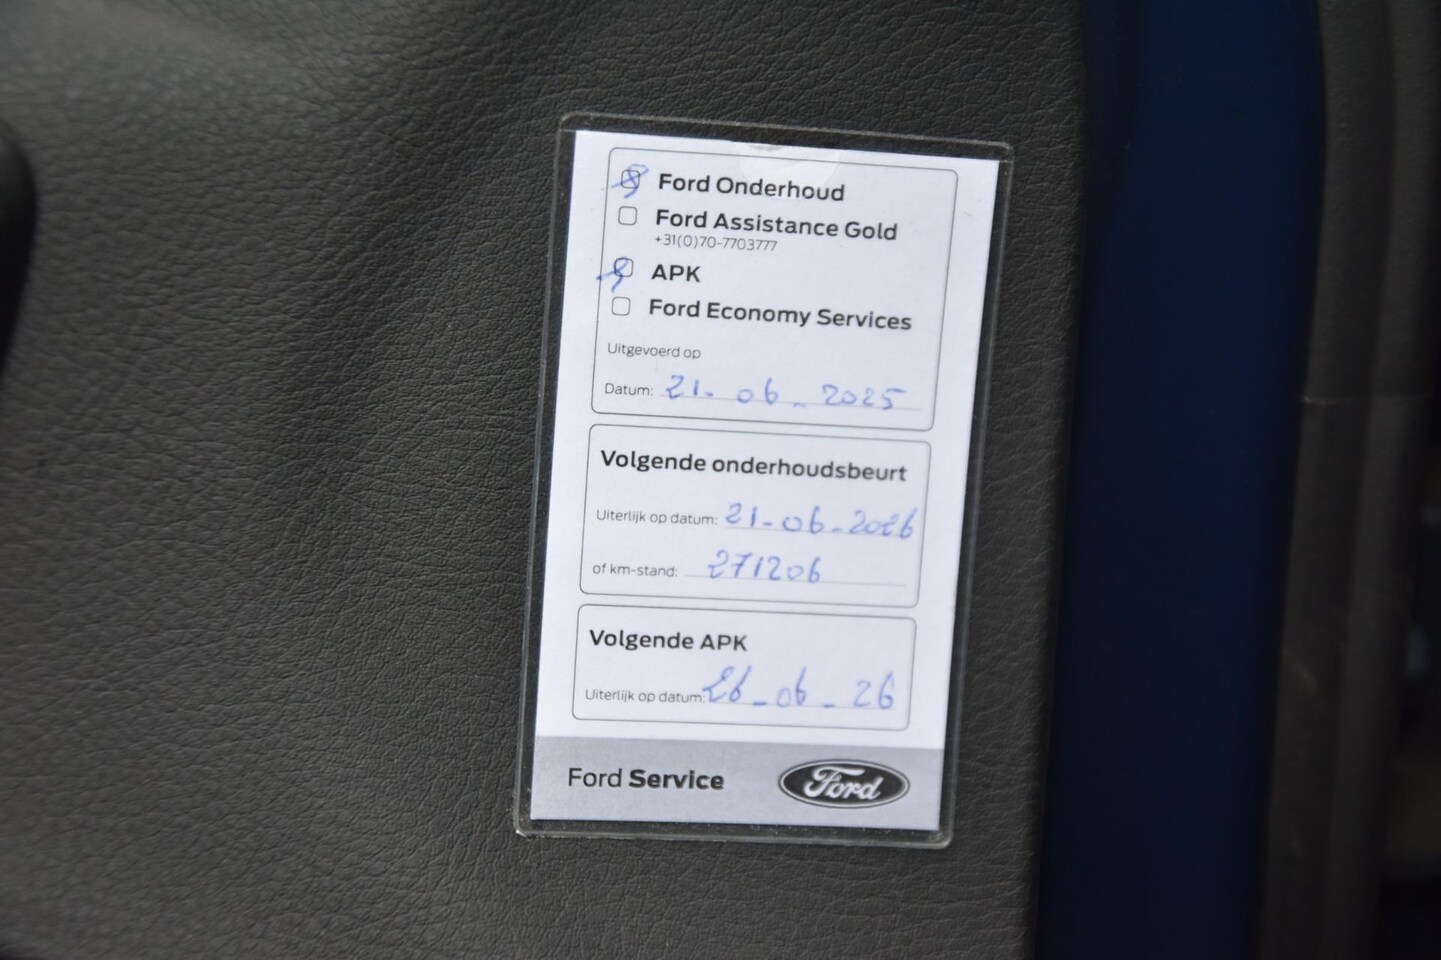 Ford Onderhoud
Ford Assistance Gold
+31(0)70-7703777
APK
Ford Economy Services
Uitgevoerd op
Datum: 21-06-2025
Volgende onderhoudsbeurt
Uiterlijk op datum: 21-06-2026
of km-stand: 271206
Volgende APK
Uiterlijk op datum: 26-06-26
Ford Service
Ford